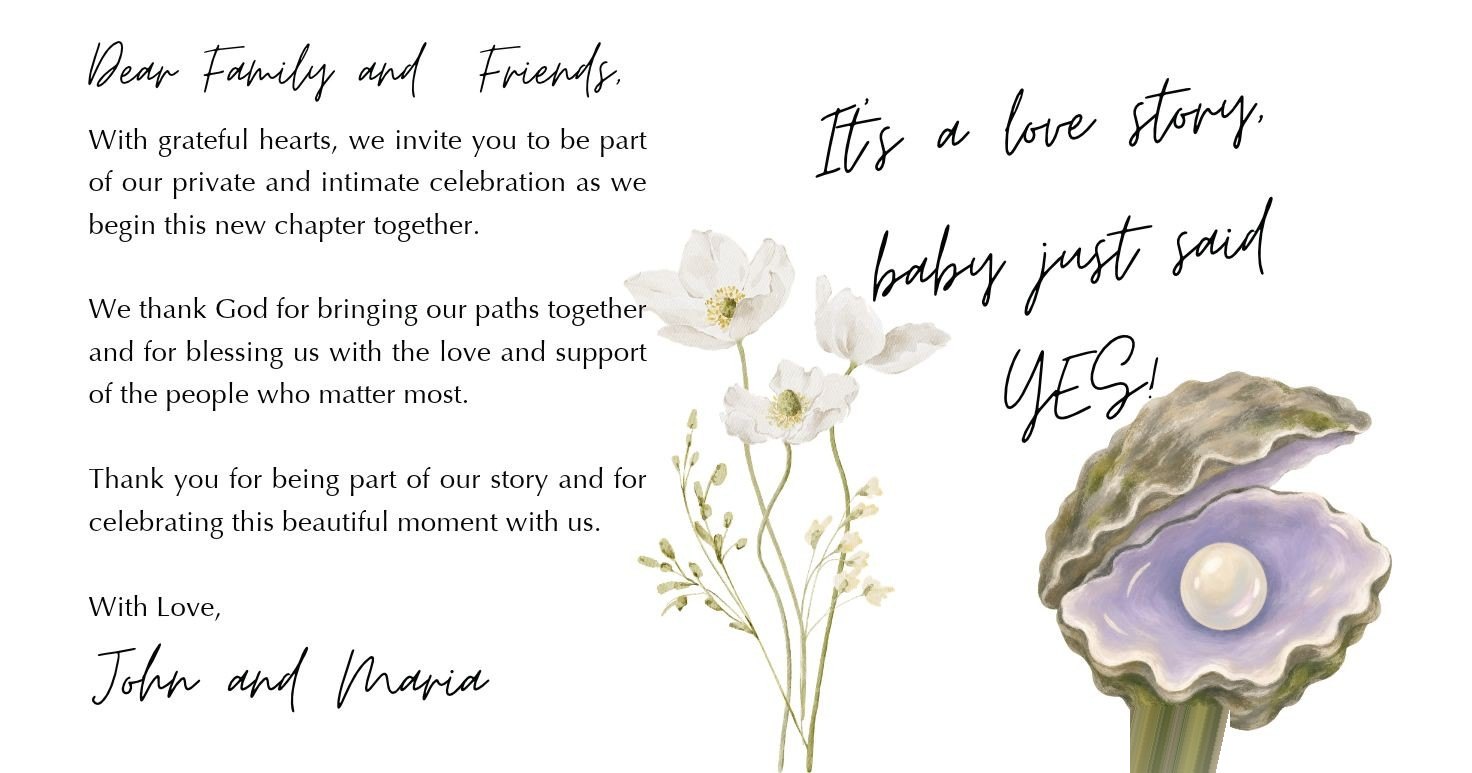 Dear Family and Friends,
With grateful hearts, we invite you to be part
of our private and intimate celebration as we
begin this new chapter together.
We thank God for bringing our paths together
and for blessing us with the love and support
of the people who matter most.
Thank you for being part of our story and for
celebrating this beautiful moment with us.
With Love,
John and Maria
It's a love story,
baby just said
YES!